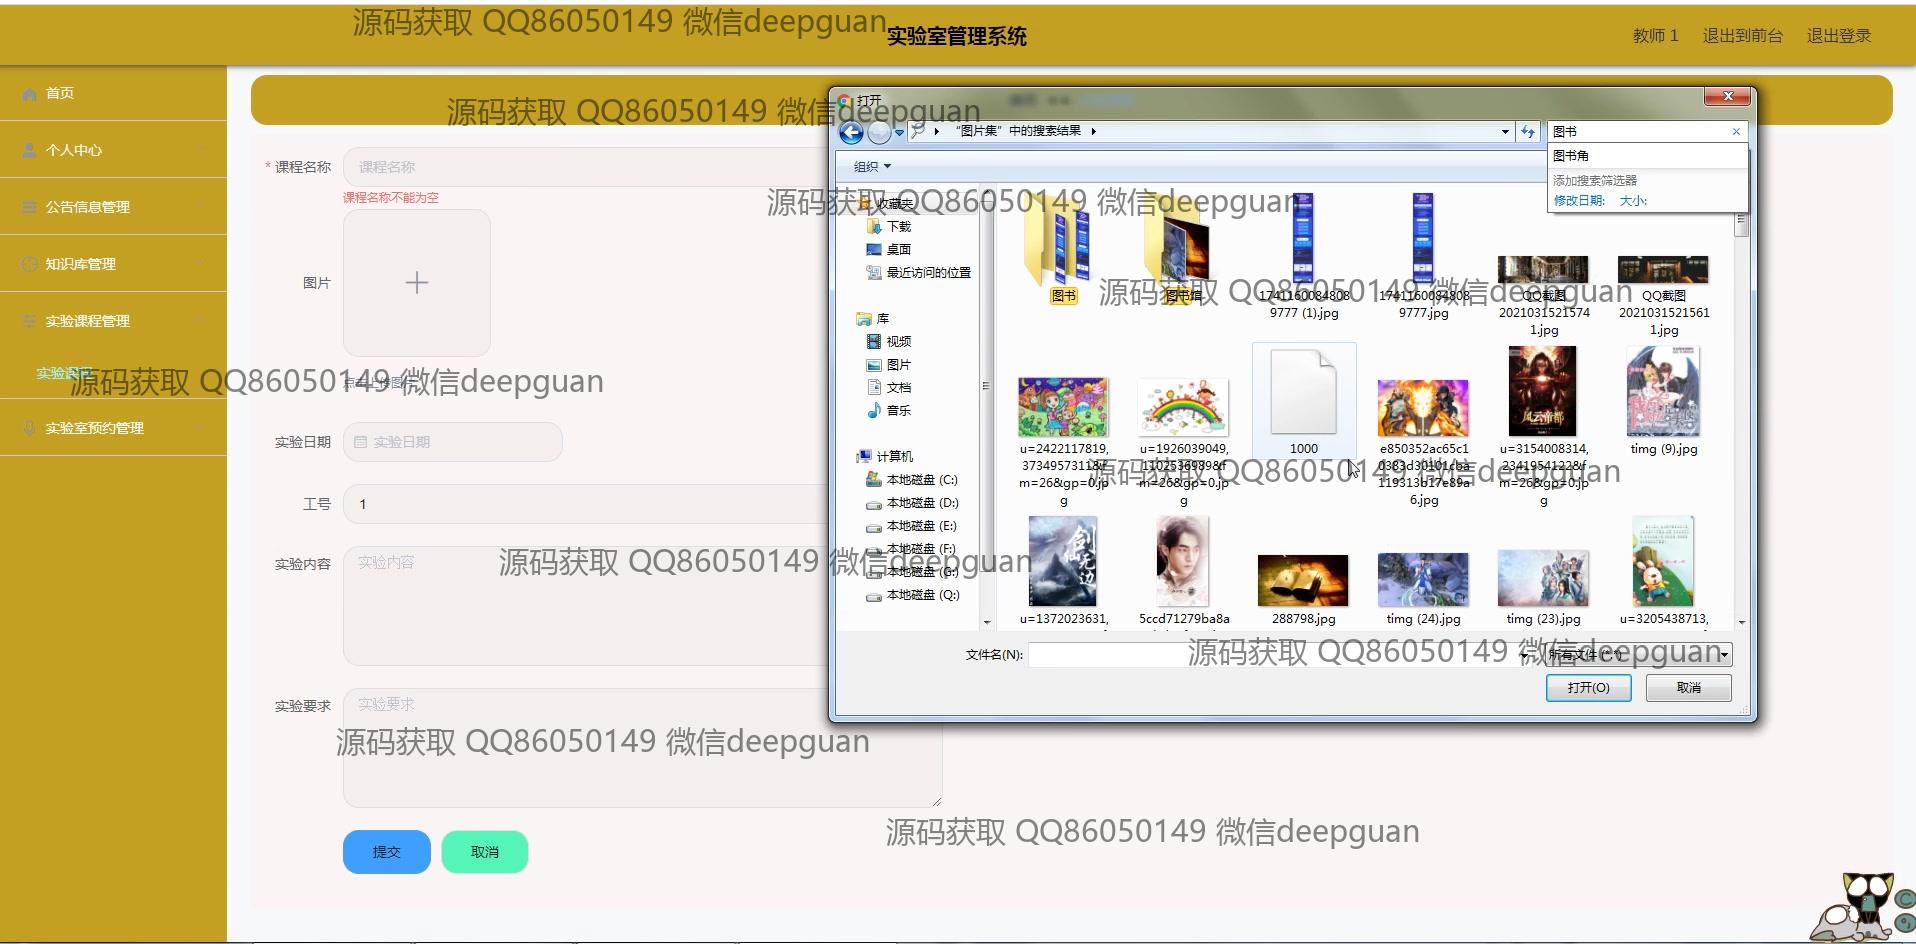 源码获取 QQ86050149 微信deepguan
实验室管理系统
教师 1
退出到前台
退出登录
首页
个人中心
公告信息管理
知识库管理
实验课程管理
实验室预约管理
源码获取 QQ86050149 微信deepguan
* 课程名称
课程名称
课程名称不能为空
图片
源码获取 QQ86050149 微信deepguan
实验日期
实验日期
工号
1
实验内容
实验内容
源码获取 QQ86050149 微信deepguan
实验要求
实验要求
源码获取 QQ86050149 微信deepguan
提交
取消
源码获取 QQ86050149 微信deepguan
打开
“图片集”中的搜索结果
图书
图书角
添加搜索筛选器
修改日期:
大小:
组织
源码获取 QQ86050149 微信deepguan
收藏夹
下载
桌面
最近访问的位置
库
视频
图片
文档
音乐
计算机
本地磁盘 (C:)
本地磁盘 (D:)
本地磁盘 (E:)
本地磁盘 (F:)
本地磁盘 (G:)
本地磁盘 (Q:)
源码获取 QQ86050149 微信deepguan
图书
图书馆
1741160084808
9777 (1).jpg
1741160084808
9777.jpg
QQ截图
2021031521574
1.jpg
QQ截图
2021031521561
1.jpg
源码获取 QQ86050149 微信deepguan
u=2422117819,
m=26&gp=0.jp
g
u=1926039049,
m=26&gp=0.jp
g
1000
e850352ac65c1
119313b17e89a
6.jpg
风云帝都
u=3154008314,
m=26&gp=0.jp
g
timg (9).jpg
剑仙无边
u=1372023631,
5ccd71279ba8a
288798.jpg
timg (24).jpg
timg (23).jpg
u=3205438713,
文件名(N):
源码获取 QQ86050149 微信deepguan
所有文件 (*.*)
打开(O)
取消